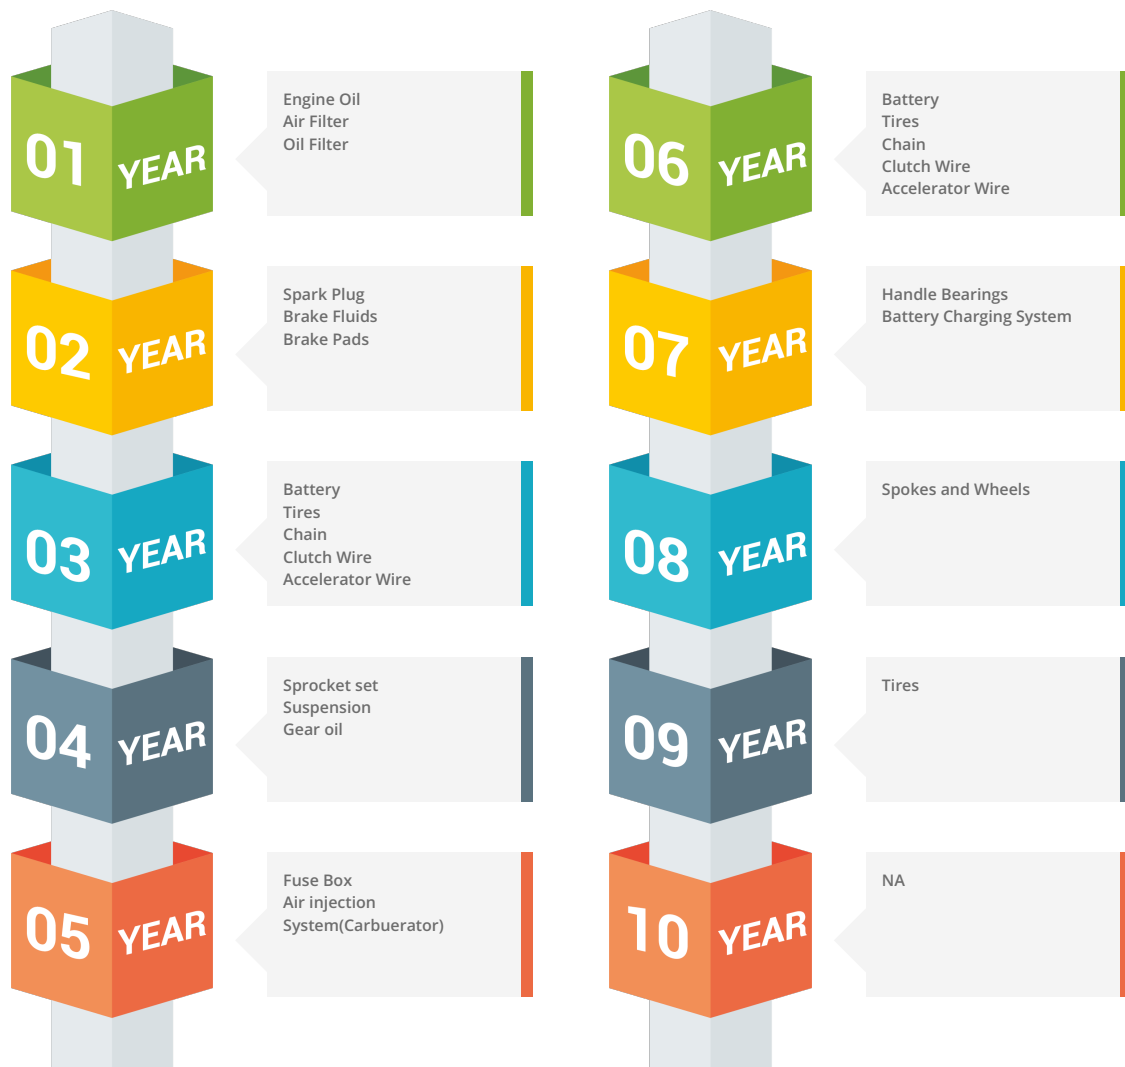 01 YEAR
Engine Oil
Air Filter
Oil Filter
02 YEAR
Spark Plug
Brake Fluids
Brake Pads
03 YEAR
Battery
Tires
Chain
Clutch Wire
Accelerator Wire
04 YEAR
Sprocket set
Suspension
Gear oil
05 YEAR
Fuse Box
Air injection
System(Carbuerator)
06 YEAR
Battery
Tires
Chain
Clutch Wire
Accelerator Wire
07 YEAR
Handle Bearings
Battery Charging System
08 YEAR
Spokes and Wheels
09 YEAR
Tires
10 YEAR
NA